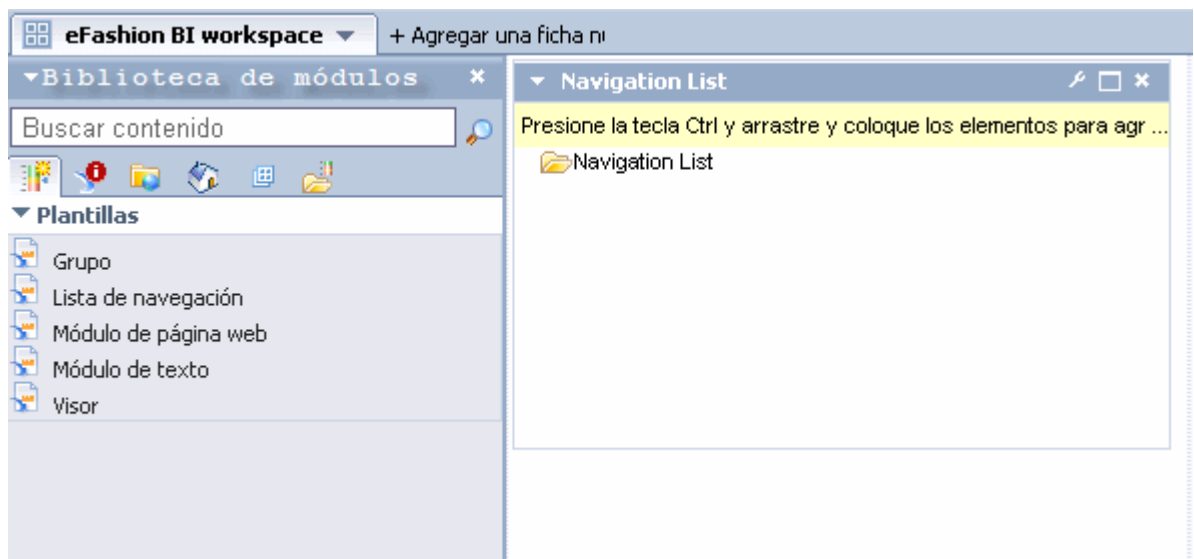 eFashion BI workspace
+ Agregar una ficha nu
Biblioteca de módulos
Buscar contenido
Plantillas
Grupo
Lista de navegación
Módulo de página web
Módulo de texto
Visor
Navigation List
Presione la tecla Ctrl y arrastre y coloque los elementos para agr ...
Navigation List